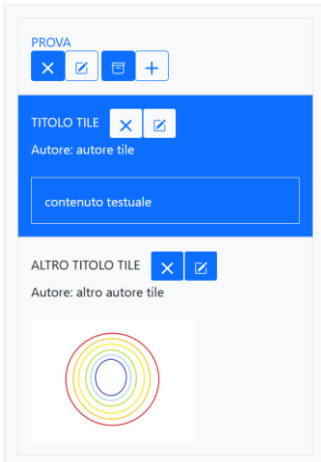 PROVA
TITOLO TILE
Autore: autore tile
contenuto testuale
ALTRO TITOLO TILE
Autore: altro autore tile